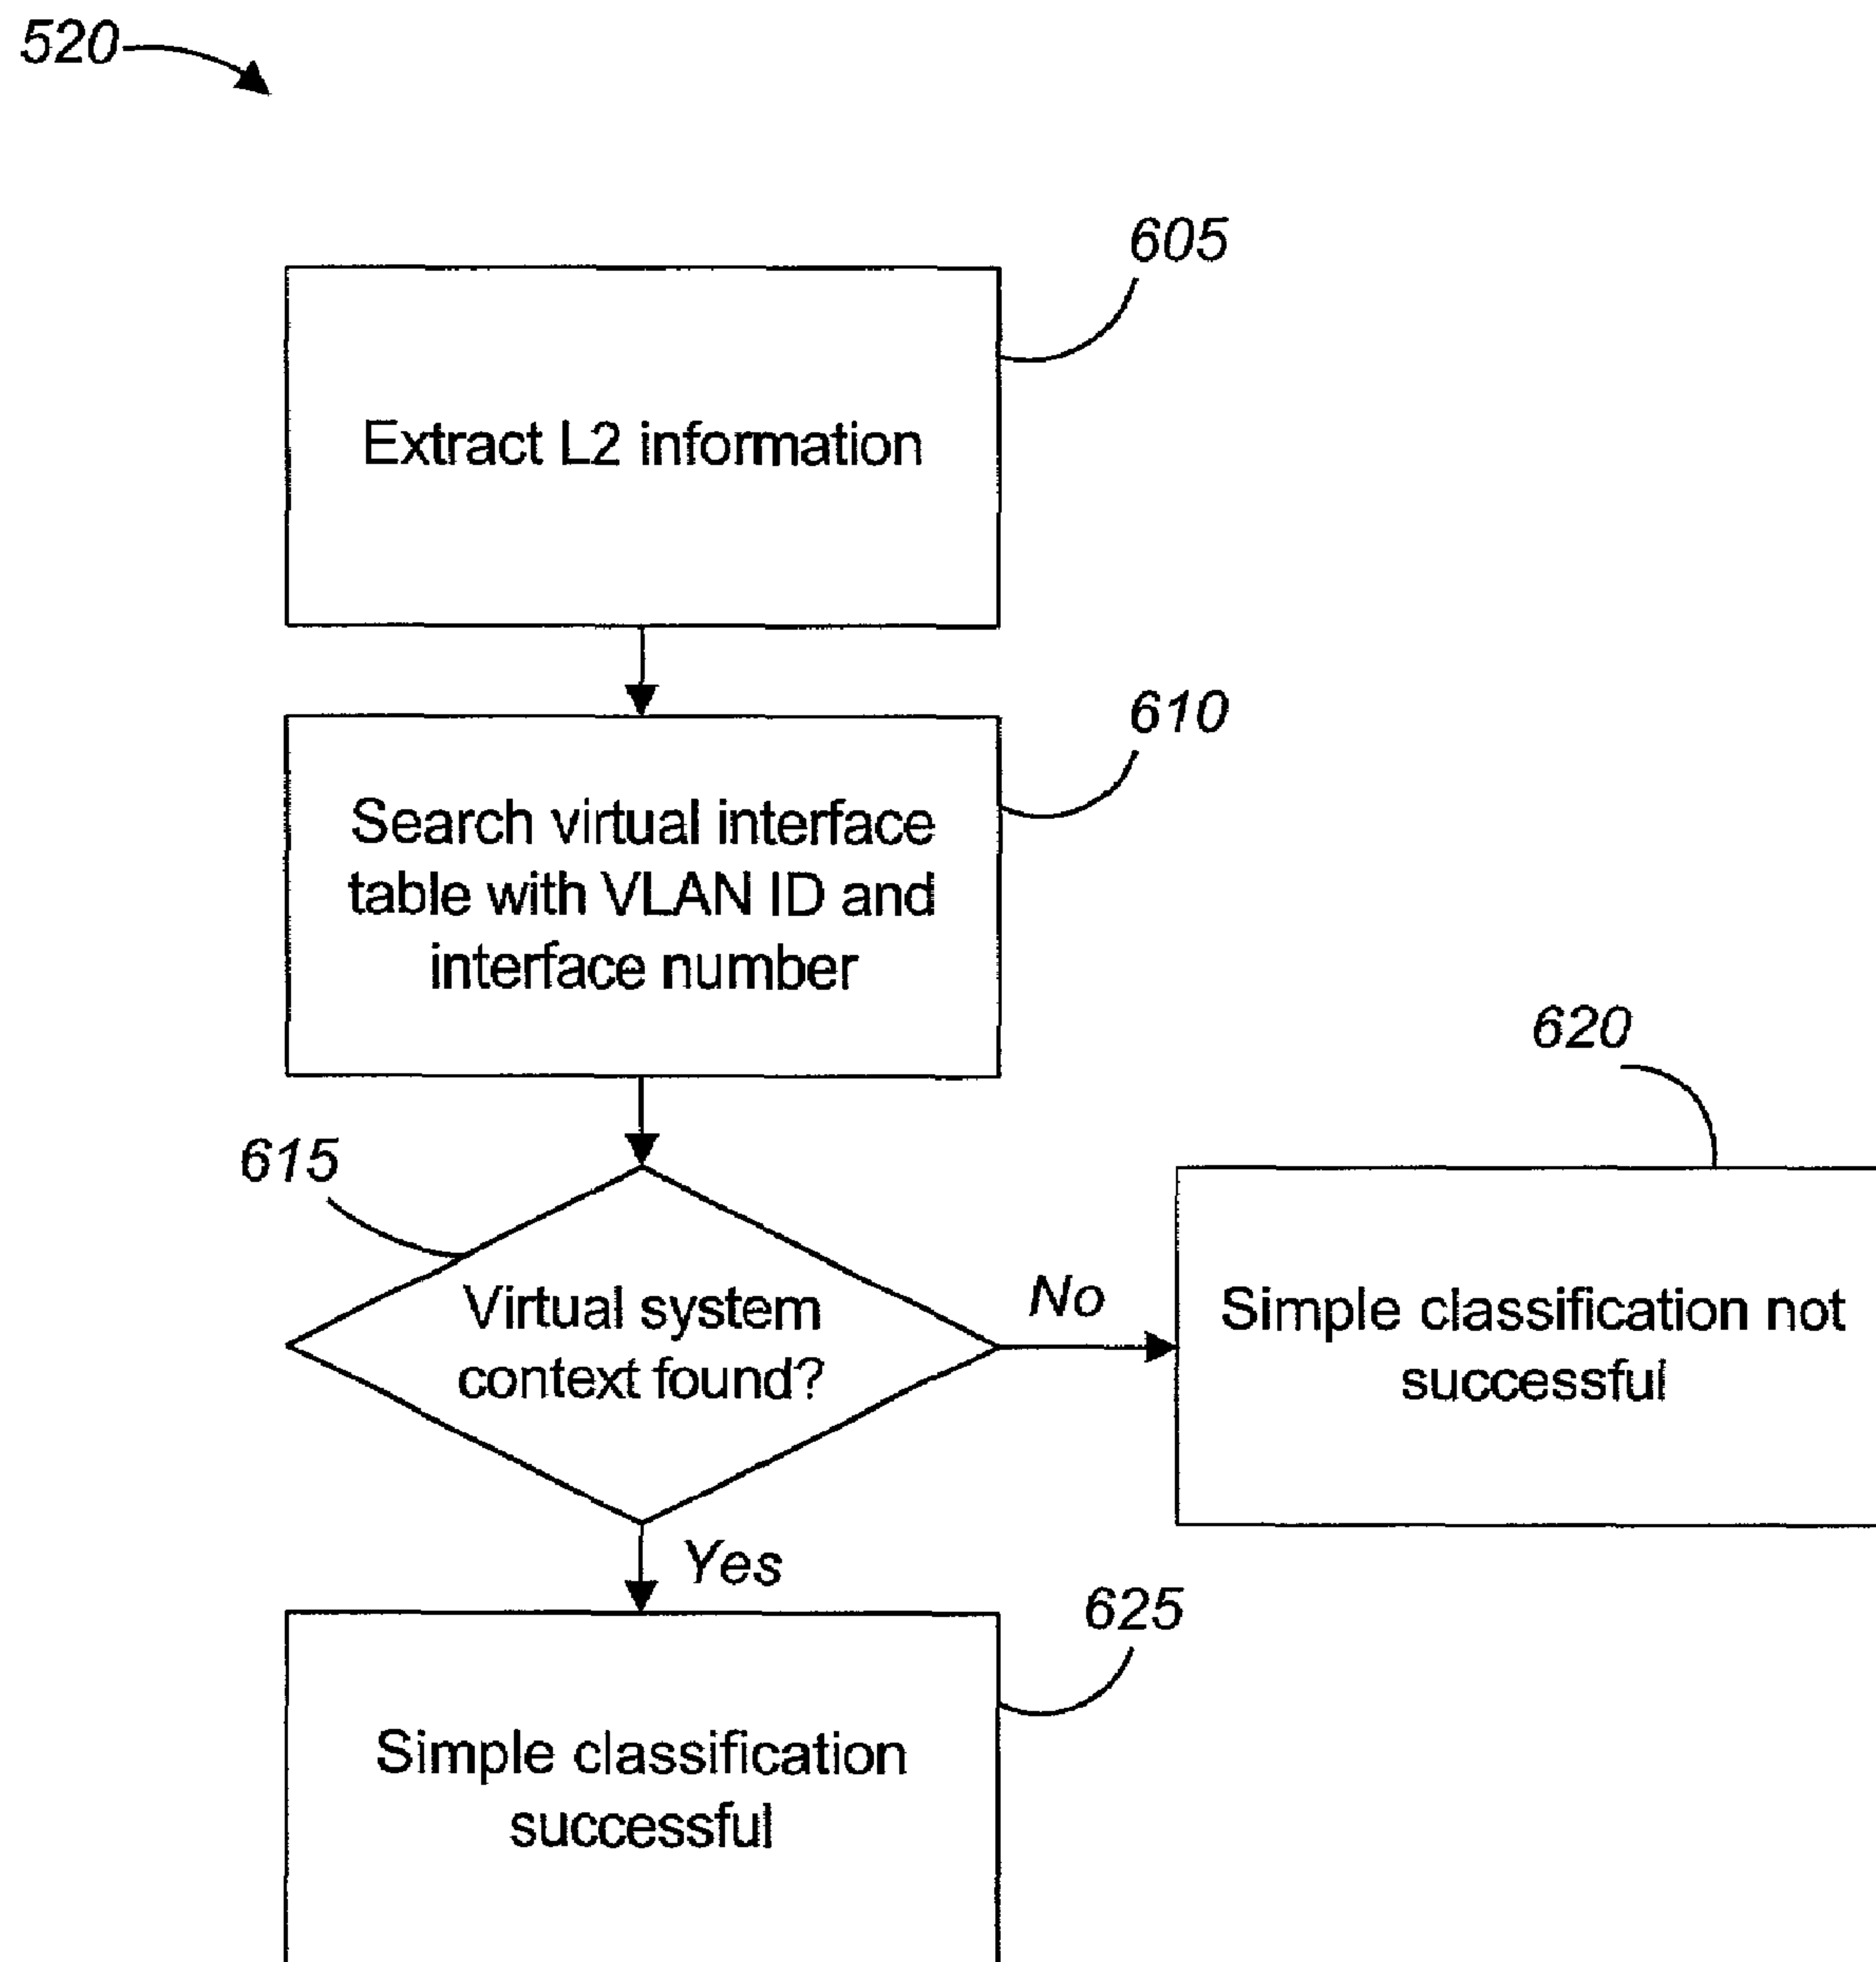 520
605
Extract L2 information
610
Search virtual interface
table with VLAN ID and
interface number
620
615
Virtual system
context found?
No
Simple classification not
successful
Yes
625
Simple classification
successful